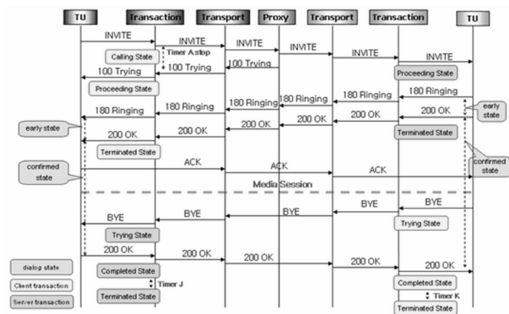 TU Transaction Transport Proxy Transport Transaction TU
INVITE
INVITE
INVITE
INVITE
INVITE
INVITE
Calling State
Timer A stop
100 Trying
100 Trying
100 Trying
Proceeding State
Proceeding State
180 Ringing
180 Ringing
180 Ringing
180 Ringing
180 Ringing
180 Ringing
early state
early state
200 OK
200 OK
200 OK
200 OK
200 OK
200 OK
Terminated State
Terminated State
ACK
ACK
ACK
confirmed state
confirmed state
Media Session
BYE
BYE
BYE
BYE
BYE
Trying State
Trying State
200 OK
200 OK
200 OK
200 OK
200 OK
dialog state
Client transaction
Server transaction
Completed State
Timer J
Terminated State
Completed State
Timer K
Terminated State